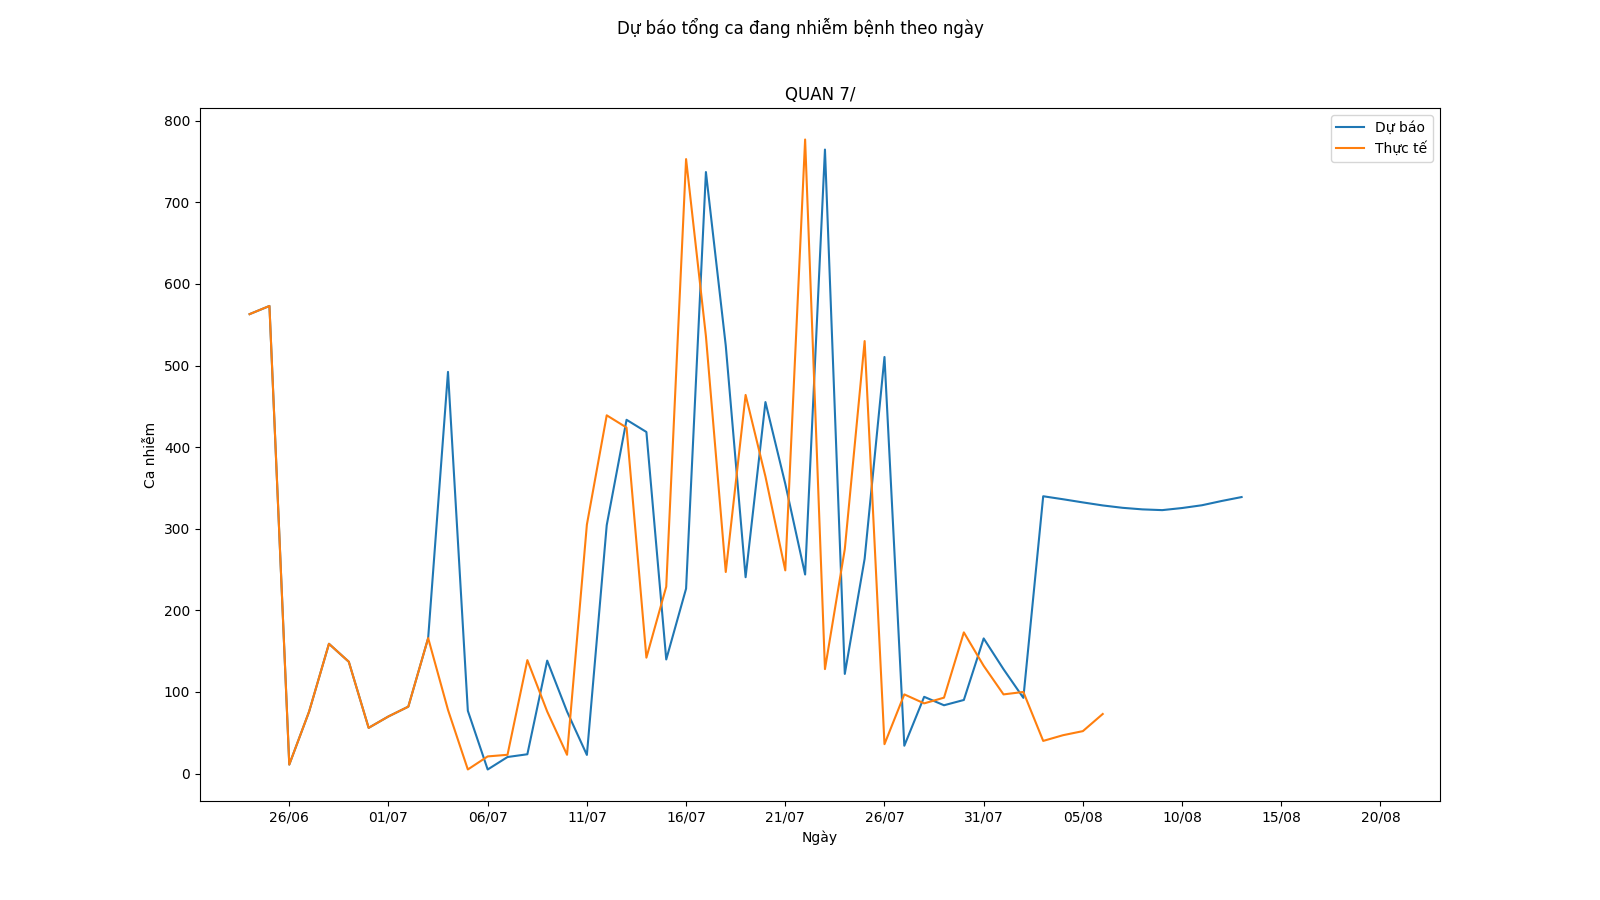 Dự báo tổng ca đang nhiễm bệnh theo ngày
QUAN 7/
Dự báo
Thực tế
800
700
600
500
400
300
200
100
0
Ca nhiễm
26/06 01/07 06/07 11/07 16/07 21/07 26/07 31/07 05/08 10/08 15/08 20/08
Ngày